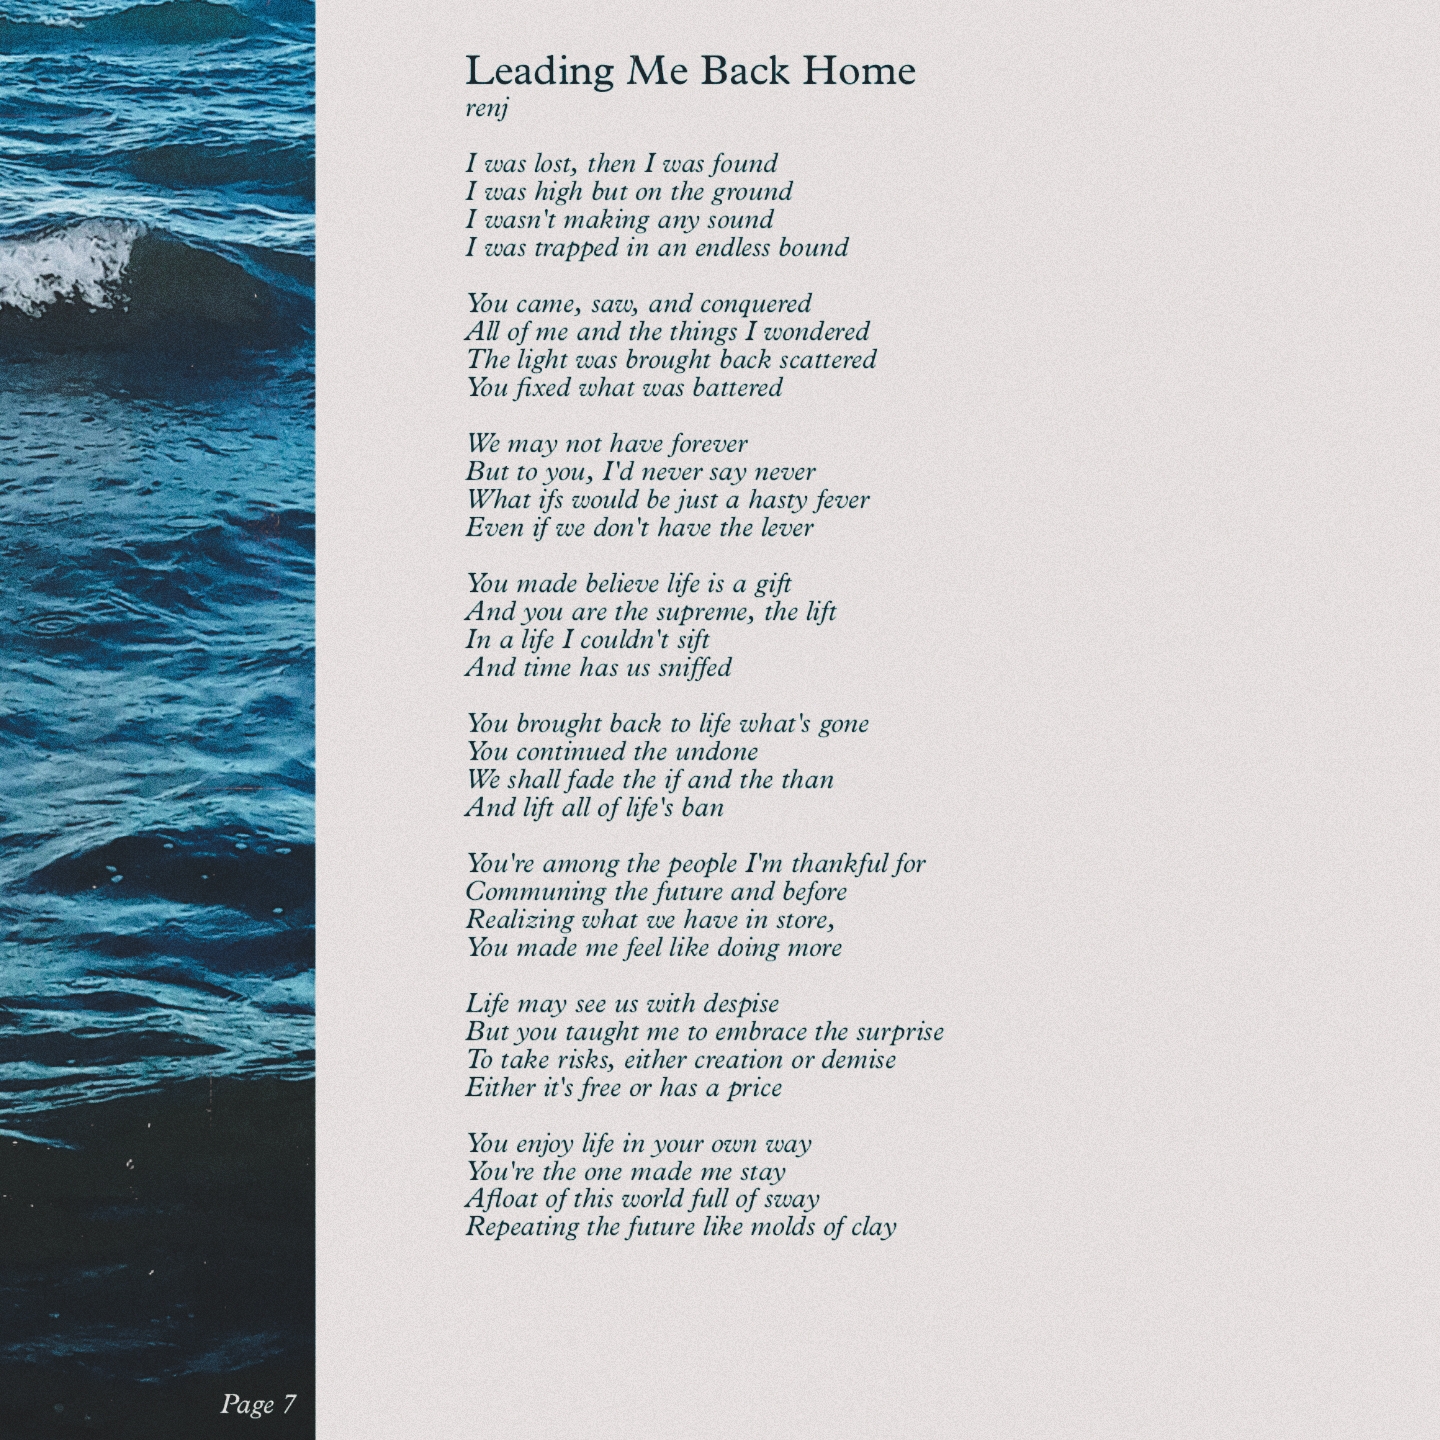 Leading Me Back Home
renj
I was lost, then I was found
I was high but on the ground
I wasn't making any sound
I was trapped in an endless bound
You came, saw, and conquered
All of me and the things I wondered
The light was brought back scattered
You fixed what was battered
We may not have forever
But to you, I'd never say never
What ifs would be just a hasty fever
Even if we don't have the lever
You made believe life is a gift
And you are the supreme, the lift
In a life I couldn't sift
And time has us sniffed
You brought back to life what's gone
You continued the undone
We shall fade the if and the than
And lift all of life's ban
You're among the people I'm thankful for
Communing the future and before
Realizing what we have in store,
You made me feel like doing more
Life may see us with despise
But you taught me to embrace the surprise
To take risks, either creation or demise
Either it's free or has a price
You enjoy life in your own way
You're the one made me stay
Afloat of this world full of sway
Repeating the future like molds of clay
Page 7